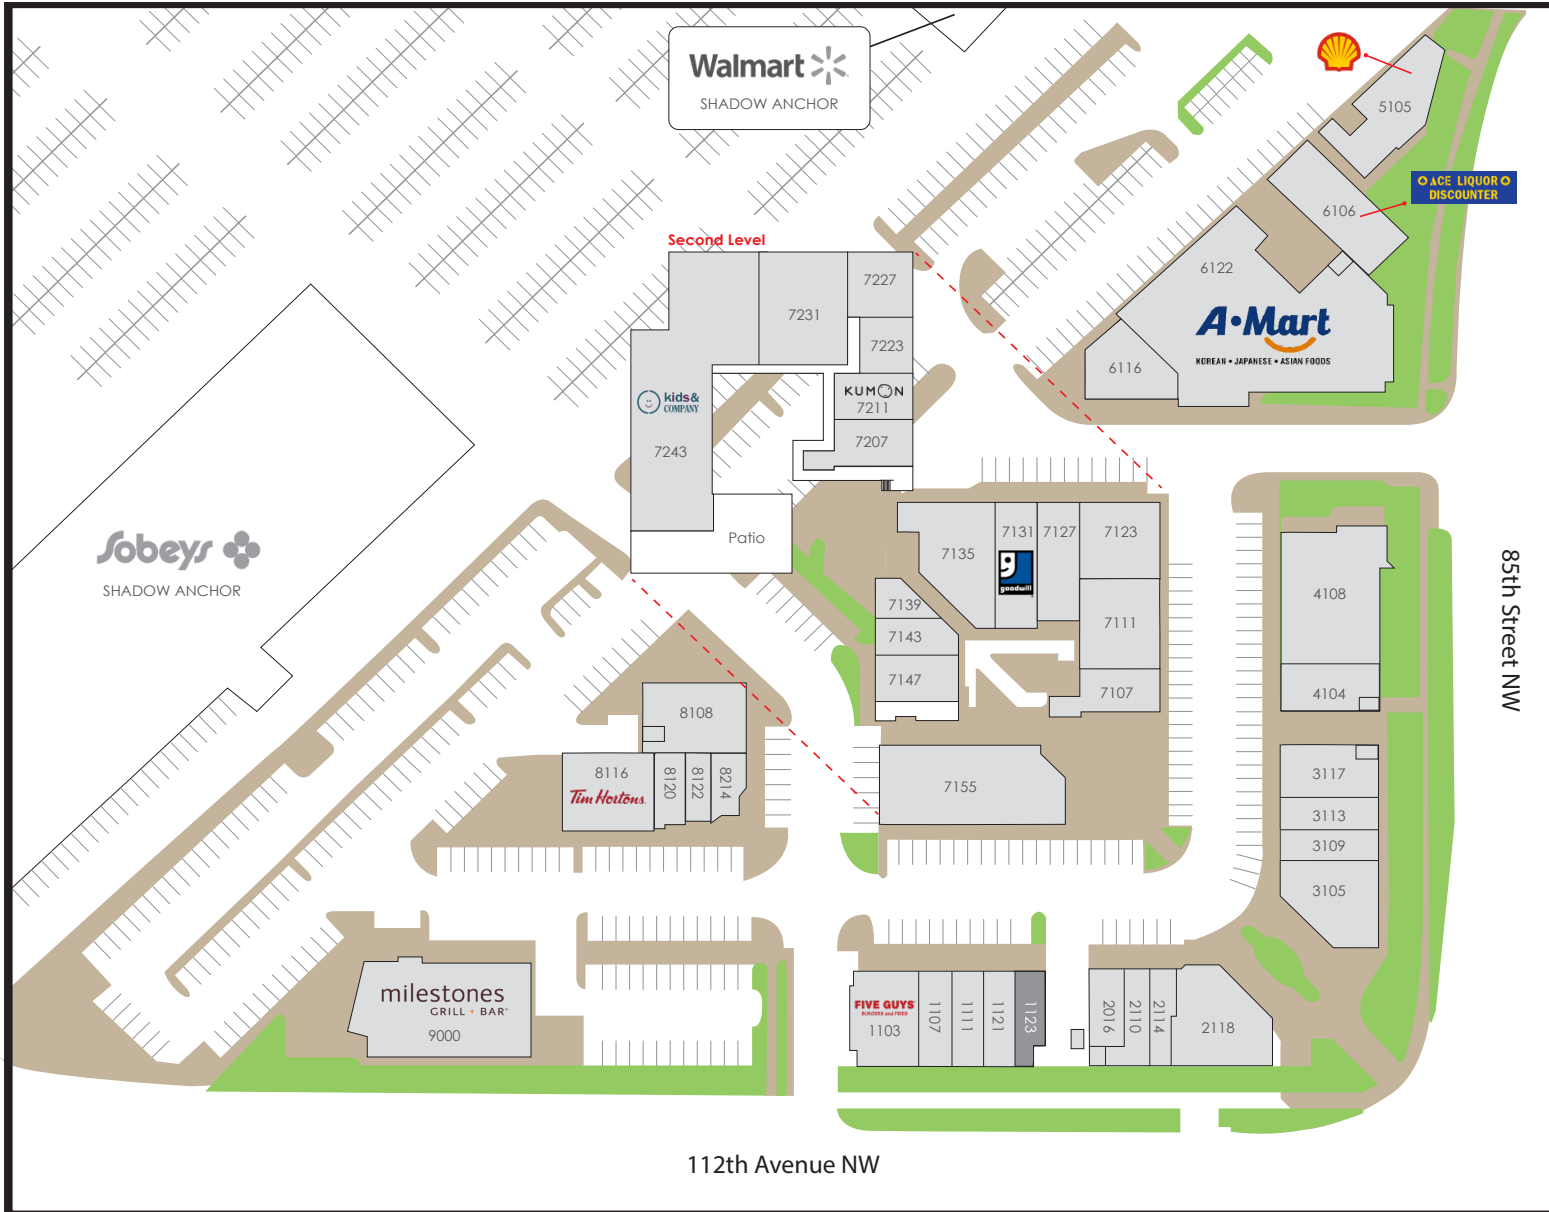 Walmart
SHADOW ANCHOR
5105
ACE LIQUOR
DISCOUNTER
6106
6122
A•Mart
KOREAN • JAPANESE • ASIAN FOODS
6116
Second Level
7227
7231
7223
kids&
COMPANY
KUMON
7211
7207
7243
Patio
Sobeys
SHADOW ANCHOR
7135
7131
goodwill
7127
7123
7139
7143
7147
7111
7107
7155
4108
4104
85th Street NW
3117
3113
3109
3105
8108
8116
Tim Hortons
8120
8122
8214
milestones
GRILL + BAR
9000
FIVE GUYS
BURGERS and FRIES
1103
1107
1111
1121
1123
2016
2110
2114
2118
112th Avenue NW